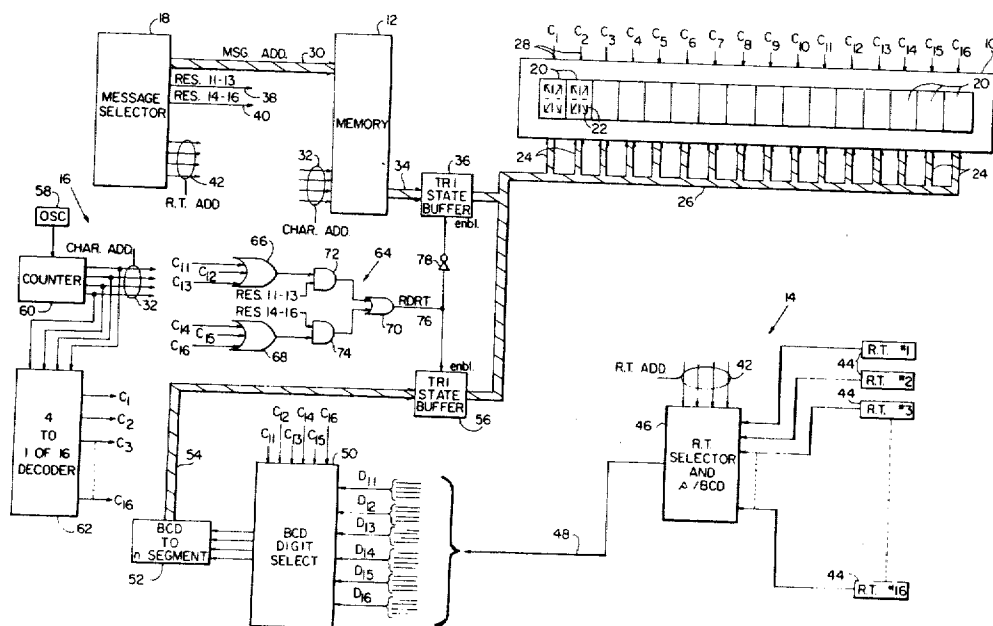 18
MESSAGE
SELECTOR
MSG. ADD.
30
RES. 11-13
38
RES. 14-16
40
42
R.T. ADD
12
MEMORY
32
CHAR. ADD.
34
36
TRI
STATE
BUFFER
enbl.
C1 C2 C3 C4 C5 C6 C7 C8 C9 C10 C11 C12 C13 C14 C15 C16
28
10
20
20
22
24
24
26
58
OSC
16
CHAR. ADD
COUNTER
60
32
C11
C12
C13
66
72
64
RES. 11-13
RES. 14-16
C14
C15
C16
68
74
70
RDRT
76
78
enbl.
TRI
STATE
BUFFER
56
4
TO
1 OF 16
DECODER
62
C1
C2
C3
C16
54
BCD
TO
n SEGMENT
52
C12 C14 C16
C11 C13 C15
50
BCD
DIGIT
SELECT
D11
D12
D13
D14
D15
D16
48
14
R.T ADD
42
46
R.T.
SELECTOR
AND
/BCD
44
R.T. #1
44
R.T. #2
44
R.T. #3
44
R.T. #16